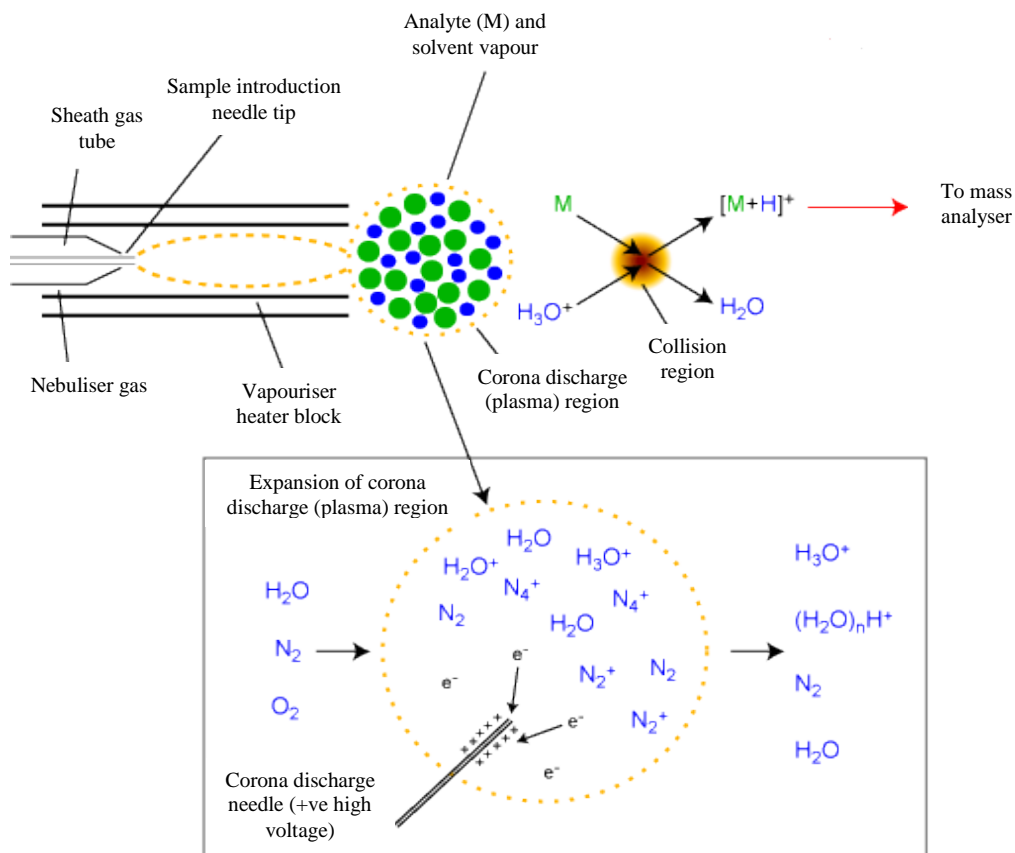 Analyte (M) and
solvent vapour
Sample introduction
needle tip
Sheath gas
tube
M
[M+H]⁺
To mass
analyser
H₃O⁺
H₂O
Collision
region
Nebuliser gas
Vapouriser
heater block
Corona discharge
(plasma) region
Expansion of corona
discharge (plasma) region
H₂O
N₂
O₂
H₂O
H₂O⁺
H₃O⁺
N₄⁺
N₂
N₄⁺
H₂O
e⁻
e⁻
N₂⁺
N₂
e⁻
N₂⁺
e⁻
+ + + + +
+ + + + +
H₃O⁺
(H₂O)ₙH⁺
N₂
H₂O
Corona discharge
needle (+ve high
voltage)